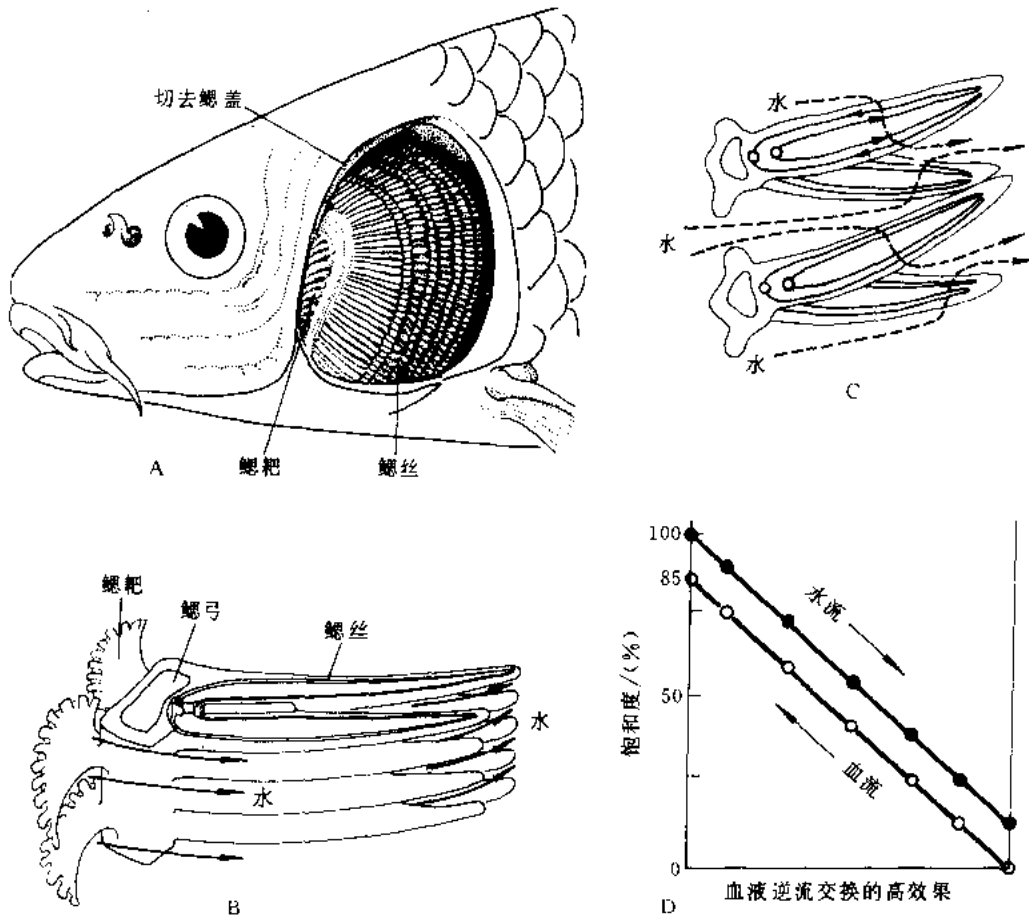 切去鳃盖
A
鳃耙
鳃丝
水
水
水
C
鳃耙
鳃弓
鳃丝
水
水
B
100
85
50
0
饱和度/(%)
水流
血流
血液逆流交换的高效果
D